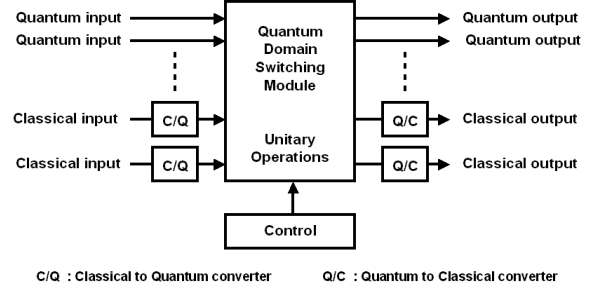 Quantum input
Quantum output
Quantum input
Quantum output
Quantum
Domain
Switching
Module
Classical input
C/Q
Q/C
Classical output
Unitary
Operations
Classical input
C/Q
Q/C
Classical output
Control
C/Q : Classical to Quantum converter
Q/C : Quantum to Classical converter